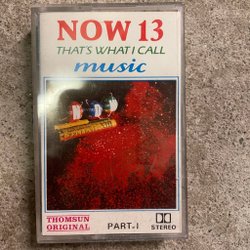 NOW 13
THAT'S WHAT I CALL
music
THOMSUN
ORIGINAL
PART-I
STEREO